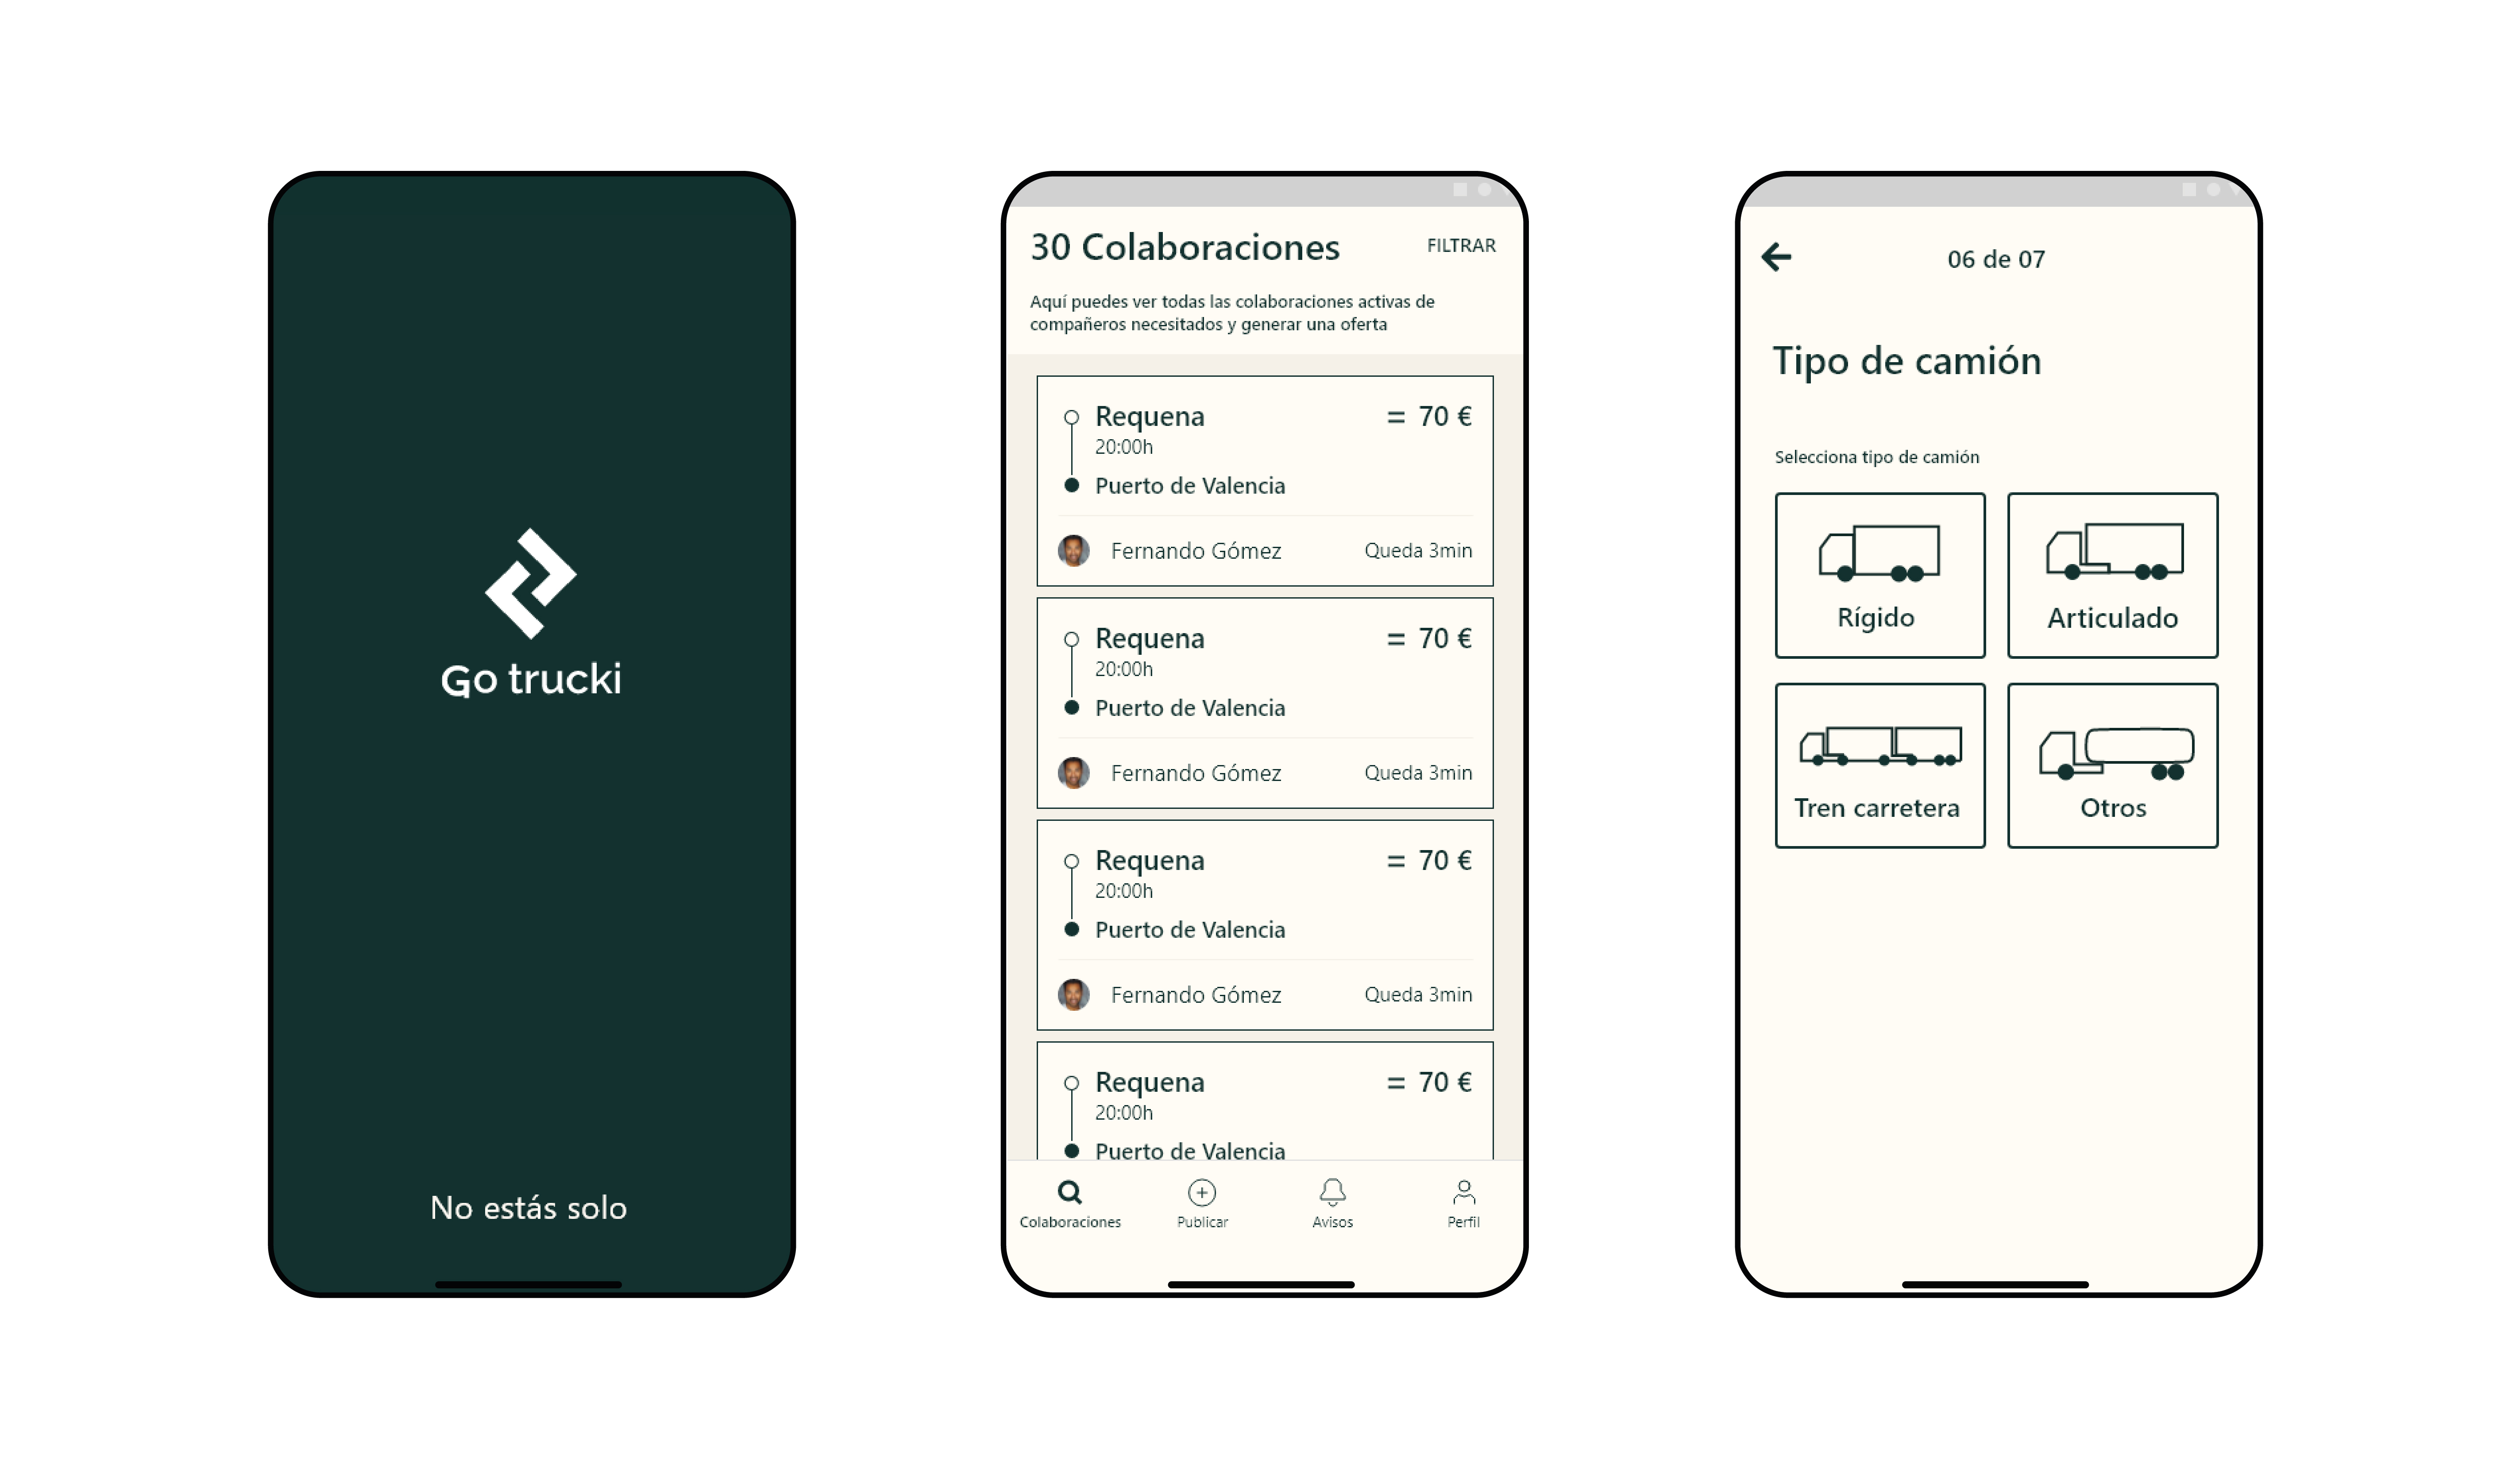 Go trucki
No estás solo
30 Colaboraciones
FILTRAR
Aquí puedes ver todas las colaboraciones activas de
compañeros necesitados y generar una oferta
Requena
= 70 €
20:00h
Puerto de Valencia
Fernando Gómez
Queda 3min
Requena
= 70 €
20:00h
Puerto de Valencia
Fernando Gómez
Queda 3min
Requena
= 70 €
20:00h
Puerto de Valencia
Fernando Gómez
Queda 3min
Requena
= 70 €
20:00h
Puerto de Valencia
Colaboraciones
Publicar
Avisos
Perfil
06 de 07
Tipo de camión
Selecciona tipo de camión
Rígido
Articulado
Tren carretera
Otros